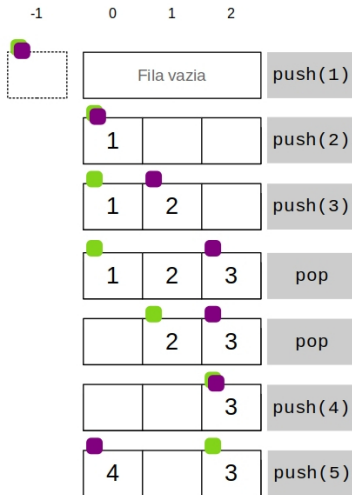 -1 0 1 2
Fila vazia push(1)
1 push(2)
1 2 push(3)
1 2 3 pop
2 3 pop
3 push(4)
4 3 push(5)